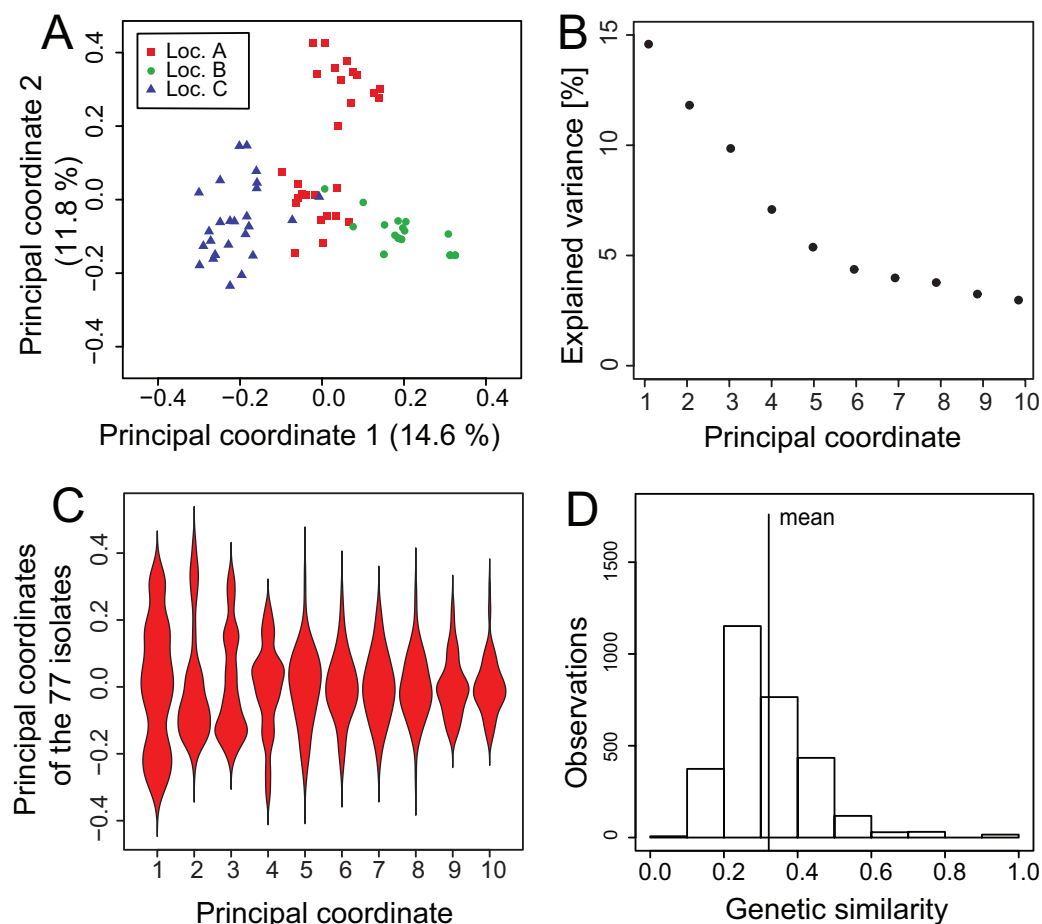 A
Loc. A
Loc. B
Loc. C
Principal coordinate 2
(11.8 %)
0.4
0.2
0.0
−0.2
−0.4
−0.4
−0.2
0.0
0.2
0.4
Principal coordinate 1 (14.6 %)
B
Explained variance [%]
15
10
5
0
1 2 3 4 5 6 7 8 9 10
Principal coordinate
C
Principal coordinates
of the 77 isolates
0.4
0.2
0.0
−0.2
−0.4
1 2 3 4 5 6 7 8 9 10
Principal coordinate
D
mean
Observations
1500
1000
500
0
0.0 0.2 0.4 0.6 0.8 1.0
Genetic similarity